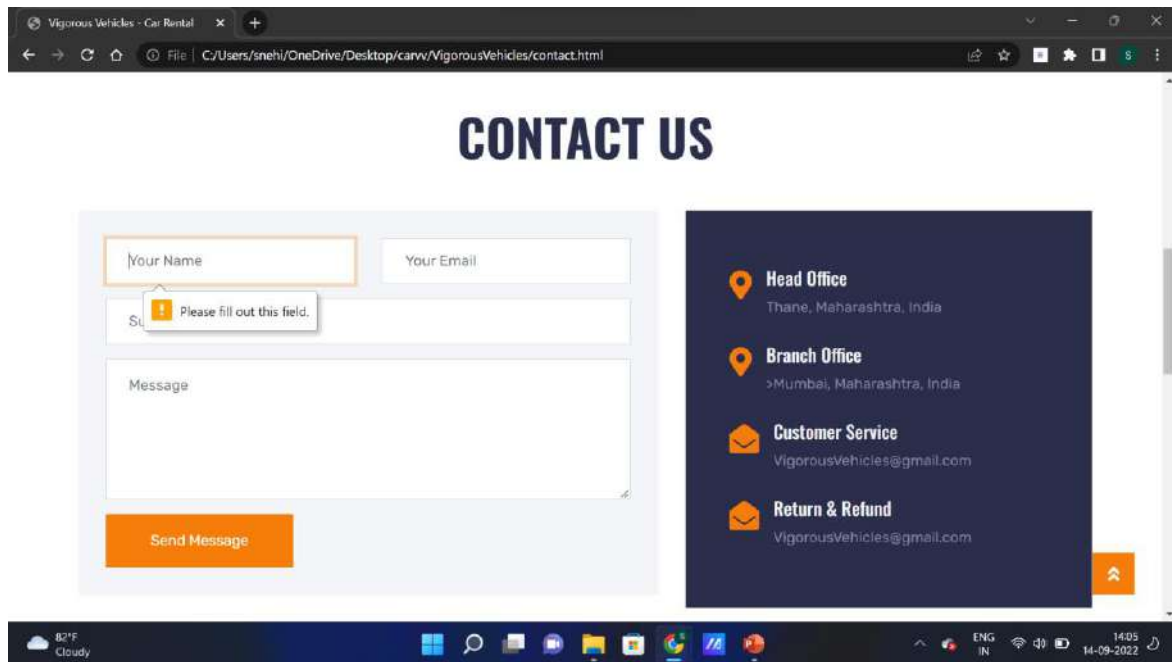 Vigorous Vehicles - Car Rental
File C:/Users/snehi/OneDrive/Desktop/carvv/VigorousVehicles/contact.html
S
CONTACT US
Your Name
Your Email
Please fill out this field.
Message
Send Message
Head Office
Thane, Maharashtra, India
Branch Office
>Mumbai, Maharashtra, India
Customer Service
VigorousVehicles@gmail.com
Return & Refund
VigorousVehicles@gmail.com
82°F
Cloudy
ENG
IN
14:05
14-09-2022